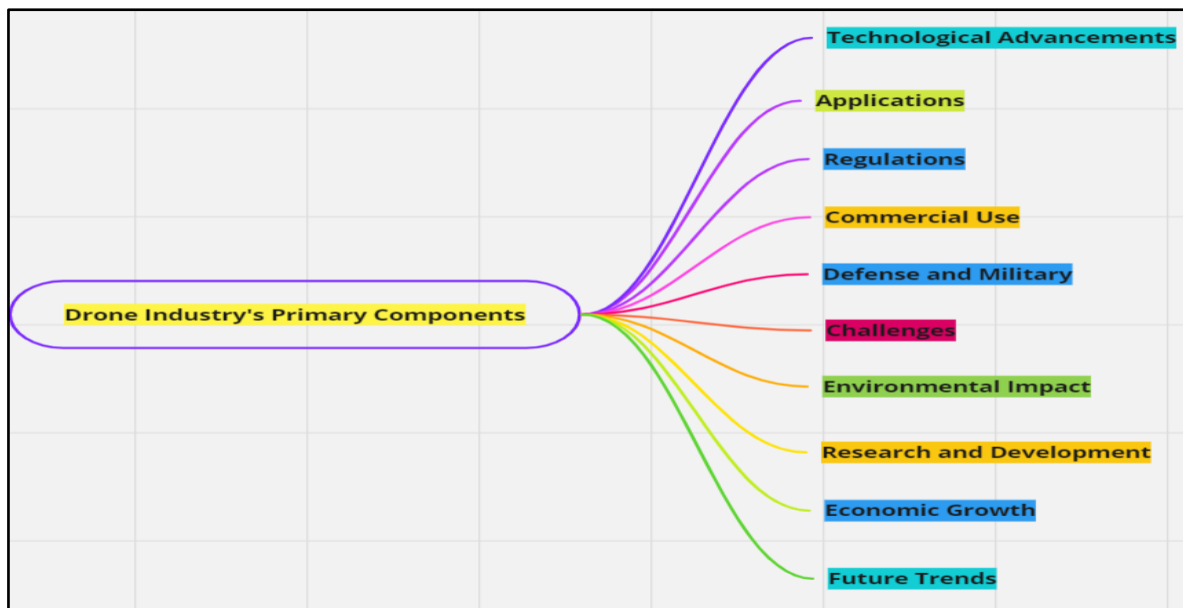 Technological Advancements
Applications
Regulations
Commercial Use
Defense and Military
Drone Industry's Primary Components
Challenges
Environmental Impact
Research and Development
Economic Growth
Future Trends